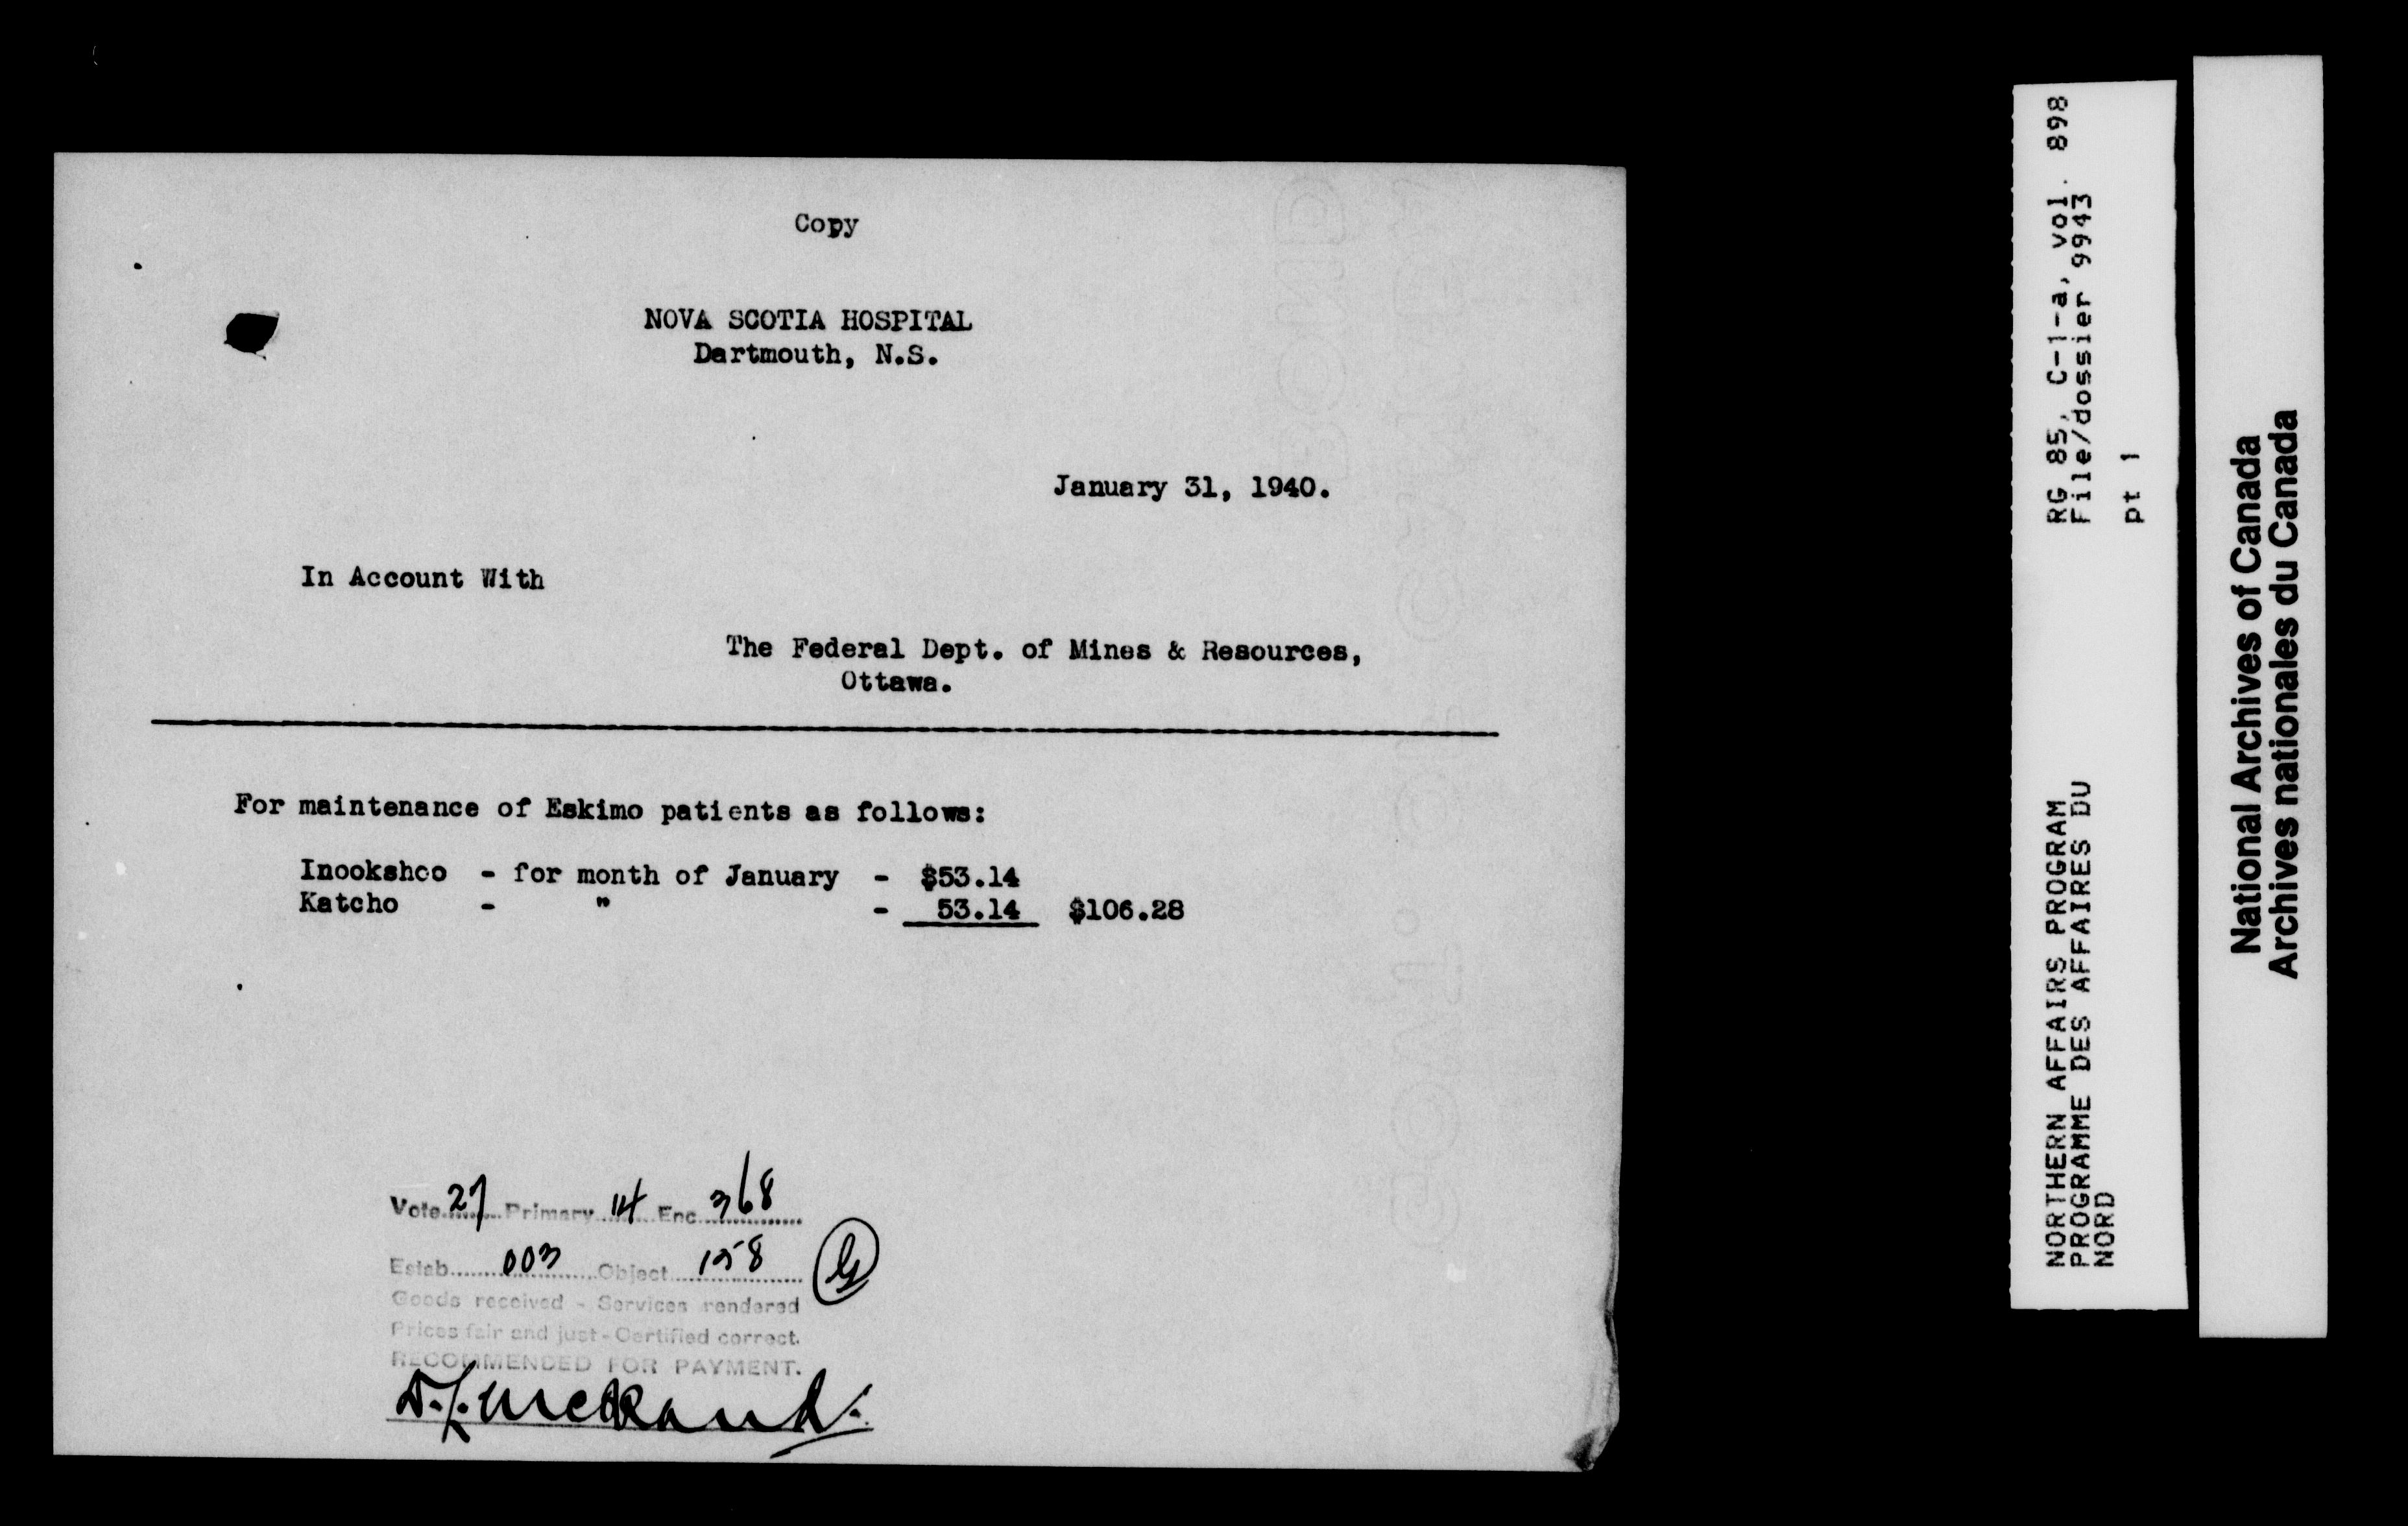 Copy
NOVA SCOTIA HOSPITAL
Dartmouth, N.S.
January 31, 1940.
In Account With
The Federal Dept. of Mines & Resources,
Ottawa.
For maintenance of Eskimo patients as follows:
Inookshoo - for month of January - $53.14
Katcho - " - 53.14 $106.28
Vote 27 Primary 14 Enc. 368
Estab. 003 Object 158
Goods received - Services rendered
Prices fair and just - Certified correct.
RECOMMENDED FOR PAYMENT.
D.L. McKeand.
RG 85, C-1-a, vol. 898
File/dossier 9943
pt 1
NORTHERN AFFAIRS PROGRAM
PROGRAMME DES AFFAIRES DU
NORD
National Archives of Canada
Archives nationales du Canada